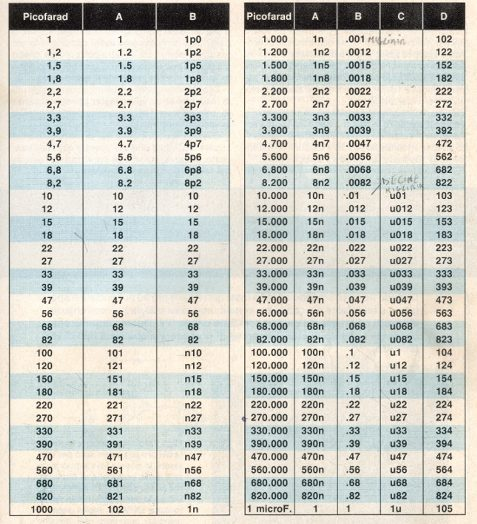 Picofarad A B
1 1 1p0
1,2 1.2 1p2
1,5 1.5 1p5
1,8 1.8 1p8
2,2 2.2 2p2
2,7 2.7 2p7
3,3 3.3 3p3
3,9 3.9 3p9
4,7 4.7 4p7
5,6 5.6 5p6
6,8 6.8 6p8
8,2 8.2 8p2
10 10 10
12 12 12
15 15 15
18 18 18
22 22 22
27 27 27
33 33 33
39 39 39
47 47 47
56 56 56
68 68 68
82 82 82
100 101 n10
120 121 n12
150 151 n15
180 181 n18
220 221 n22
270 271 n27
330 331 n33
390 391 n39
470 471 n47
560 561 n56
680 681 n68
820 821 n82
1000 102 1n
Picofarad A B C D
1.000 1n .001 MIGLIAIA 102
1.200 1n2 .0012 122
1.500 1n5 .0015 152
1.800 1n8 .0018 182
2.200 2n2 .0022 222
2.700 2n7 .0027 272
3.300 3n3 .0033 332
3.900 3n9 .0039 392
4.700 4n7 .0047 472
5.600 5n6 .0056 562
6.800 6n8 .0068 682
8.200 8n2 .0082 DECINE MIGLIAIA 822
10.000 10n .01 u01 103
12.000 12n .012 u012 123
15.000 15n .015 u015 153
18.000 18n .018 u018 183
22.000 22n .022 u022 223
27.000 27n .027 u027 273
33.000 33n .033 u033 333
39.000 39n .039 u039 393
47.000 47n .047 u047 473
56.000 56n .056 u056 563
68.000 68n .068 u068 683
82.000 82n .082 u082 823
100.000 100n .1 u1 104
120.000 120n .12 u12 124
150.000 150n .15 u15 154
180.000 180n .18 u18 184
220.000 220n .22 u22 224
270.000 270n .27 u27 274
330.000 330n .33 u33 334
390.000 390n .39 u39 394
470.000 470n .47 u47 474
560.000 560n .56 u56 564
680.000 680n .68 u68 684
820.000 820n .82 u82 824
1 microF. 1 1 1u 105